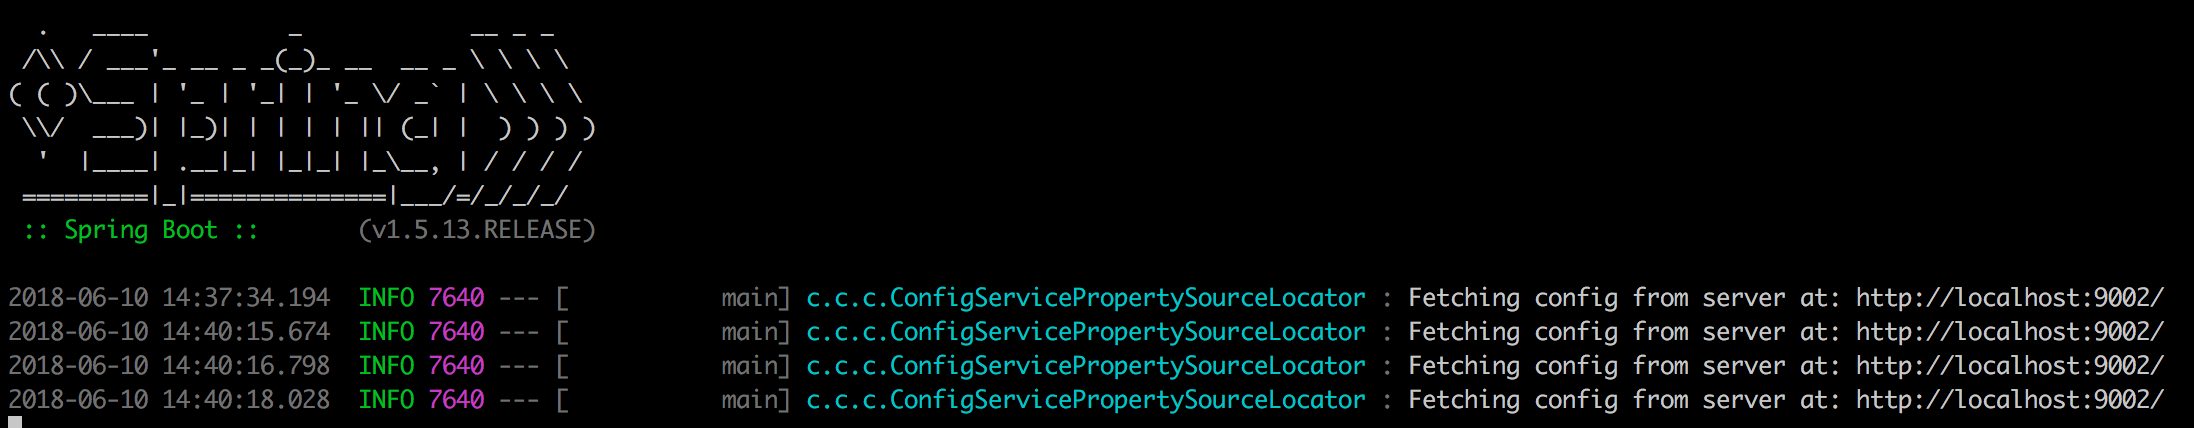 .   ____          _            __ _ _
 /\\ / ___'_ __ _ _(_)_ __  __ _ \ \ \ \
( ( )\___ | '_ | '_| | '_ \/ _` | \ \ \ \
 \\/  ___)| |_)| | | | | || (_| |  ) ) ) )
  '  |____| .__|_| |_|_| |_\__, | / / / /
 =========|_|==============|___/=/_/_/_/
 :: Spring Boot ::       (v1.5.13.RELEASE)
2018-06-10 14:37:34.194  INFO 7640 --- [           main] c.c.c.ConfigServicePropertySourceLocator : Fetching config from server at: http://localhost:9002/
2018-06-10 14:40:15.674  INFO 7640 --- [           main] c.c.c.ConfigServicePropertySourceLocator : Fetching config from server at: http://localhost:9002/
2018-06-10 14:40:16.798  INFO 7640 --- [           main] c.c.c.ConfigServicePropertySourceLocator : Fetching config from server at: http://localhost:9002/
2018-06-10 14:40:18.028  INFO 7640 --- [           main] c.c.c.ConfigServicePropertySourceLocator : Fetching config from server at: http://localhost:9002/